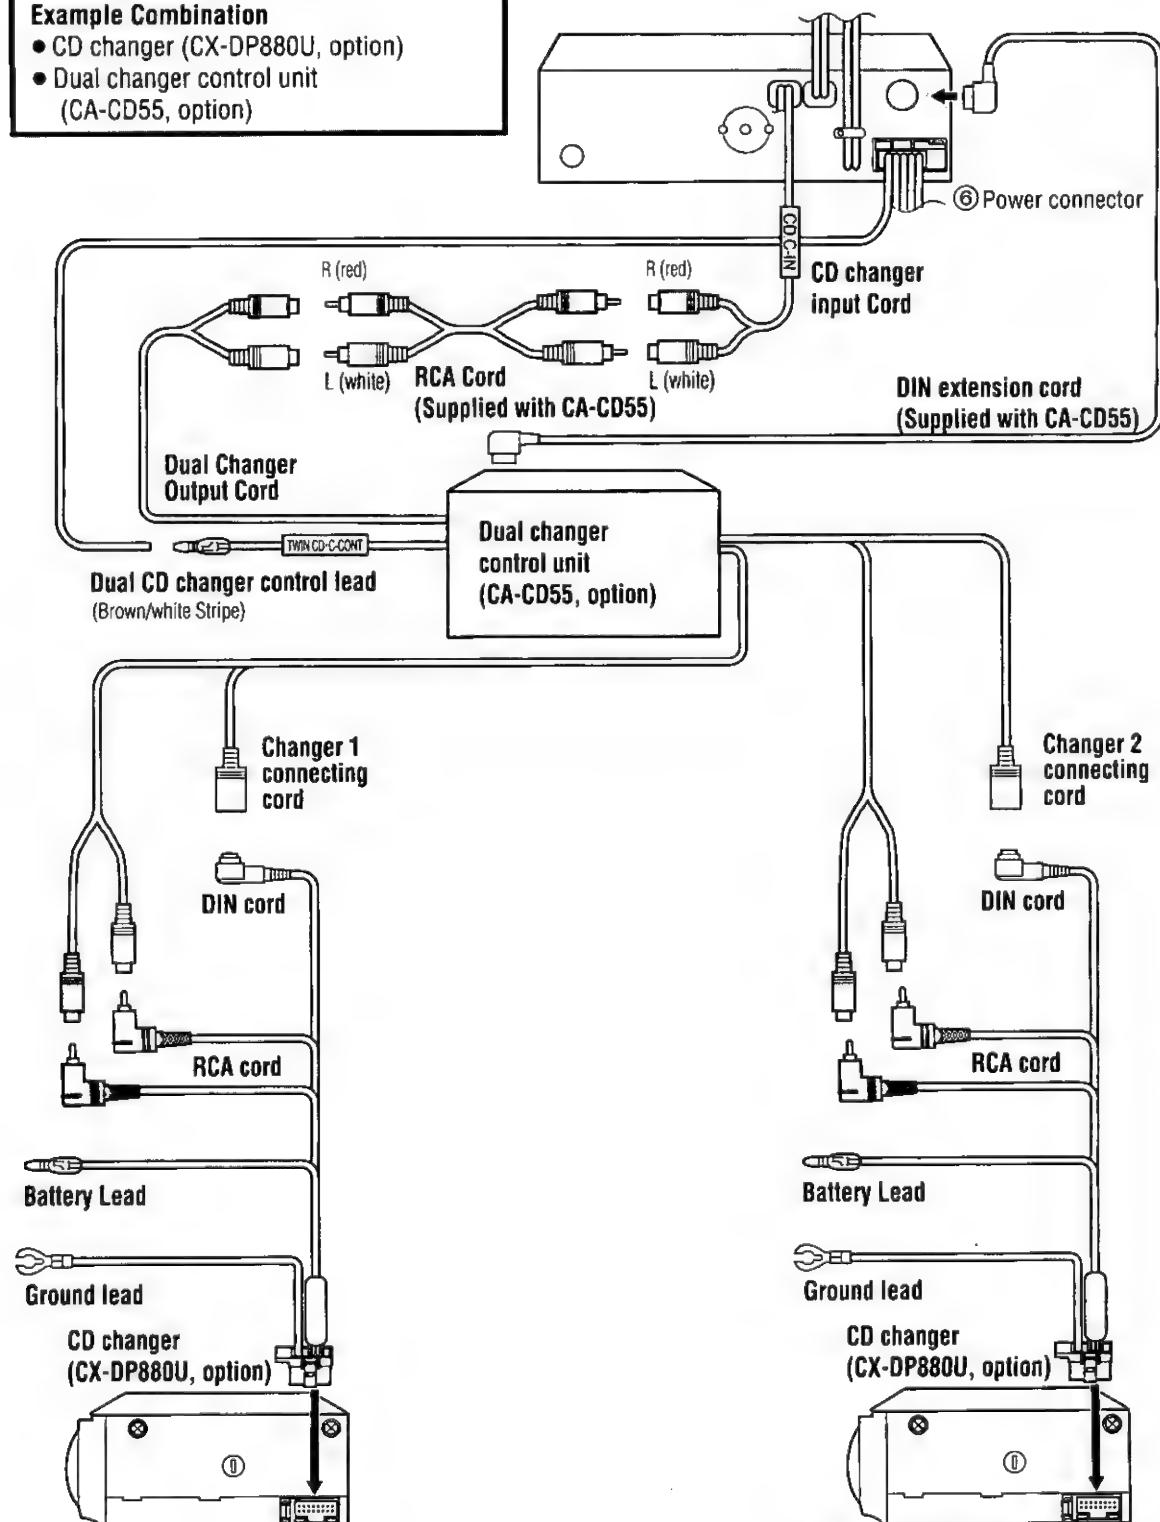 Example Combination
● CD changer (CX-DP880U, option)
● Dual changer control unit
(CA-CD55, option)
⑥ Power connector
CD.C-IN
R (red)
R (red)
CD changer
input Cord
L (white)
RCA Cord
(Supplied with CA-CD55)
L (white)
DIN extension cord
(Supplied with CA-CD55)
Dual Changer
Output Cord
TWIN CD-C-CONT
Dual CD changer control lead
(Brown/white Stripe)
Dual changer
control unit
(CA-CD55, option)
Changer 1
connecting
cord
Changer 2
connecting
cord
DIN cord
DIN cord
RCA cord
RCA cord
Battery Lead
Battery Lead
Ground lead
Ground lead
CD changer
(CX-DP880U, option)
CD changer
(CX-DP880U, option)